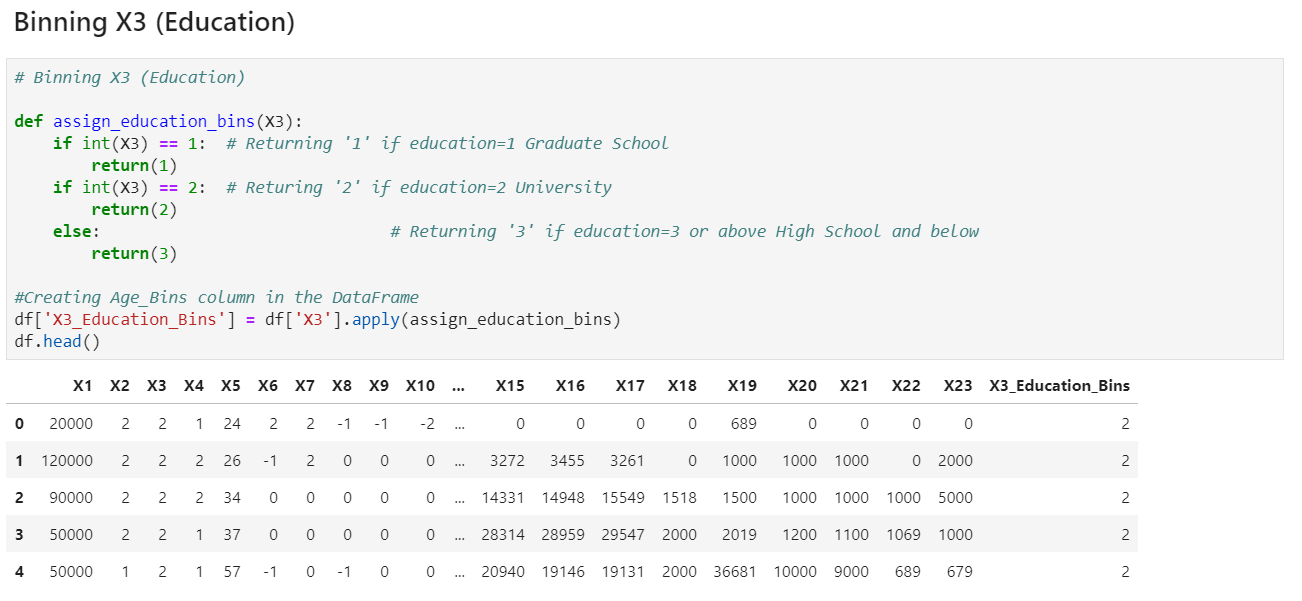 Binning X3 (Education)
# Binning X3 (Education)
def assign_education_bins(X3):
    if int(X3) == 1:  # Returning '1' if education=1 Graduate School
        return(1)
    if int(X3) == 2:  # Returing '2' if education=2 University
        return(2)
    else:                              # Returning '3' if education=3 or above High School and below
        return(3)
#Creating Age_Bins column in the DataFrame
df['X3_Education_Bins'] = df['X3'].apply(assign_education_bins)
df.head()
X1 X2 X3 X4 X5 X6 X7 X8 X9 X10 ... X15 X16 X17 X18 X19 X20 X21 X22 X23 X3_Education_Bins
0 20000 2 2 1 24 2 2 -1 -1 -2 ... 0 0 0 0 689 0 0 0 0 2
1 120000 2 2 2 26 -1 2 0 0 0 ... 3272 3455 3261 0 1000 1000 1000 0 2000 2
2 90000 2 2 2 34 0 0 0 0 0 ... 14331 14948 15549 1518 1500 1000 1000 1000 5000 2
3 50000 2 2 1 37 0 0 0 0 0 ... 28314 28959 29547 2000 2019 1200 1100 1069 1000 2
4 50000 1 2 1 57 -1 0 -1 0 0 ... 20940 19146 19131 2000 36681 10000 9000 689 679 2